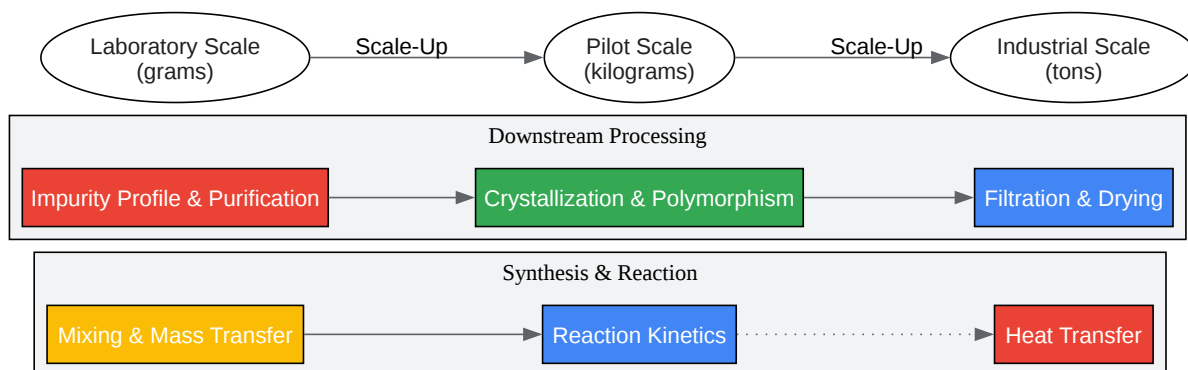 Laboratory Scale
(grams)
Scale-Up
Pilot Scale
(kilograms)
Scale-Up
Industrial Scale
(tons)
Downstream Processing
Impurity Profile & Purification
Crystallization & Polymorphism
Filtration & Drying
Synthesis & Reaction
Mixing & Mass Transfer
Reaction Kinetics
Heat Transfer